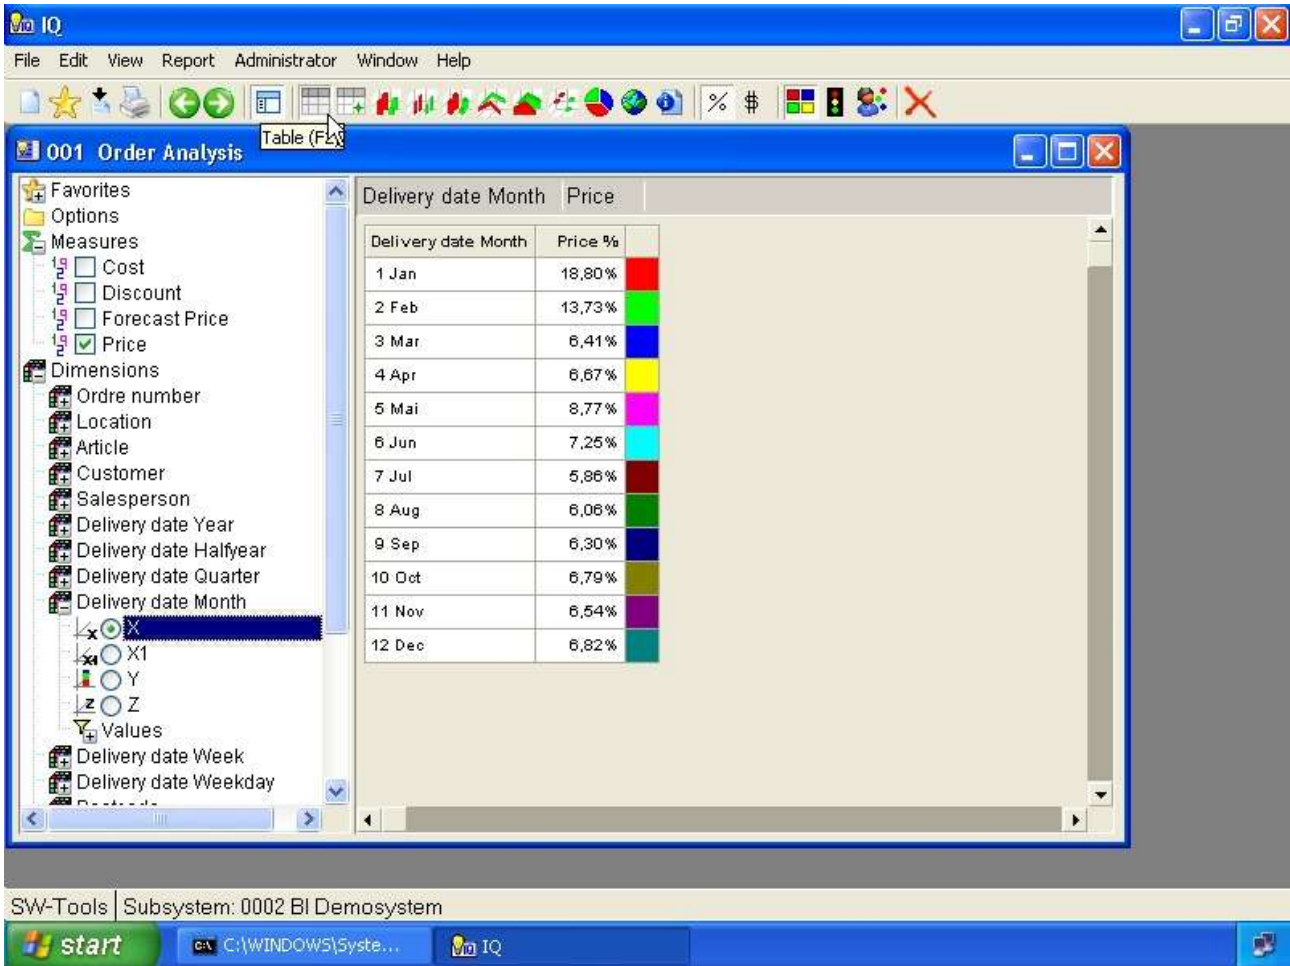 IQ
File Edit View Report Administrator Window Help
% $
Table (F2)
001 Order Analysis
Favorites
Options
Measures
Cost
Discount
Forecast Price
Price
Dimensions
Ordre number
Location
Article
Customer
Salesperson
Delivery date Year
Delivery date Halfyear
Delivery date Quarter
Delivery date Month
X
X1
Y
Z
Values
Delivery date Week
Delivery date Weekday
Delivery date Month Price
Delivery date Month Price %
1 Jan 18,80%
2 Feb 13,73%
3 Mar 6,41%
4 Apr 6,67%
5 Mai 8,77%
6 Jun 7,25%
7 Jul 5,86%
8 Aug 6,06%
9 Sep 6,30%
10 Oct 6,79%
11 Nov 6,54%
12 Dec 6,82%
SW-Tools Subsystem: 0002 BI Demosystem
start C:\WINDOWS\Syste... IQ